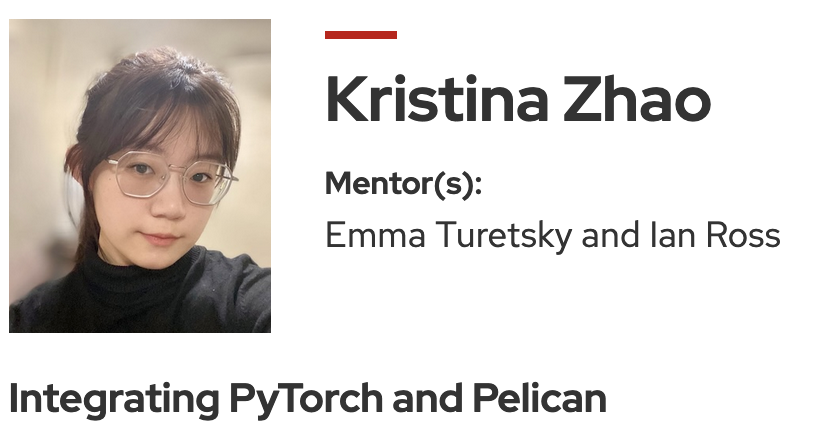 Kristina Zhao
Mentor(s):
Emma Turetsky and Ian Ross
Integrating PyTorch and Pelican